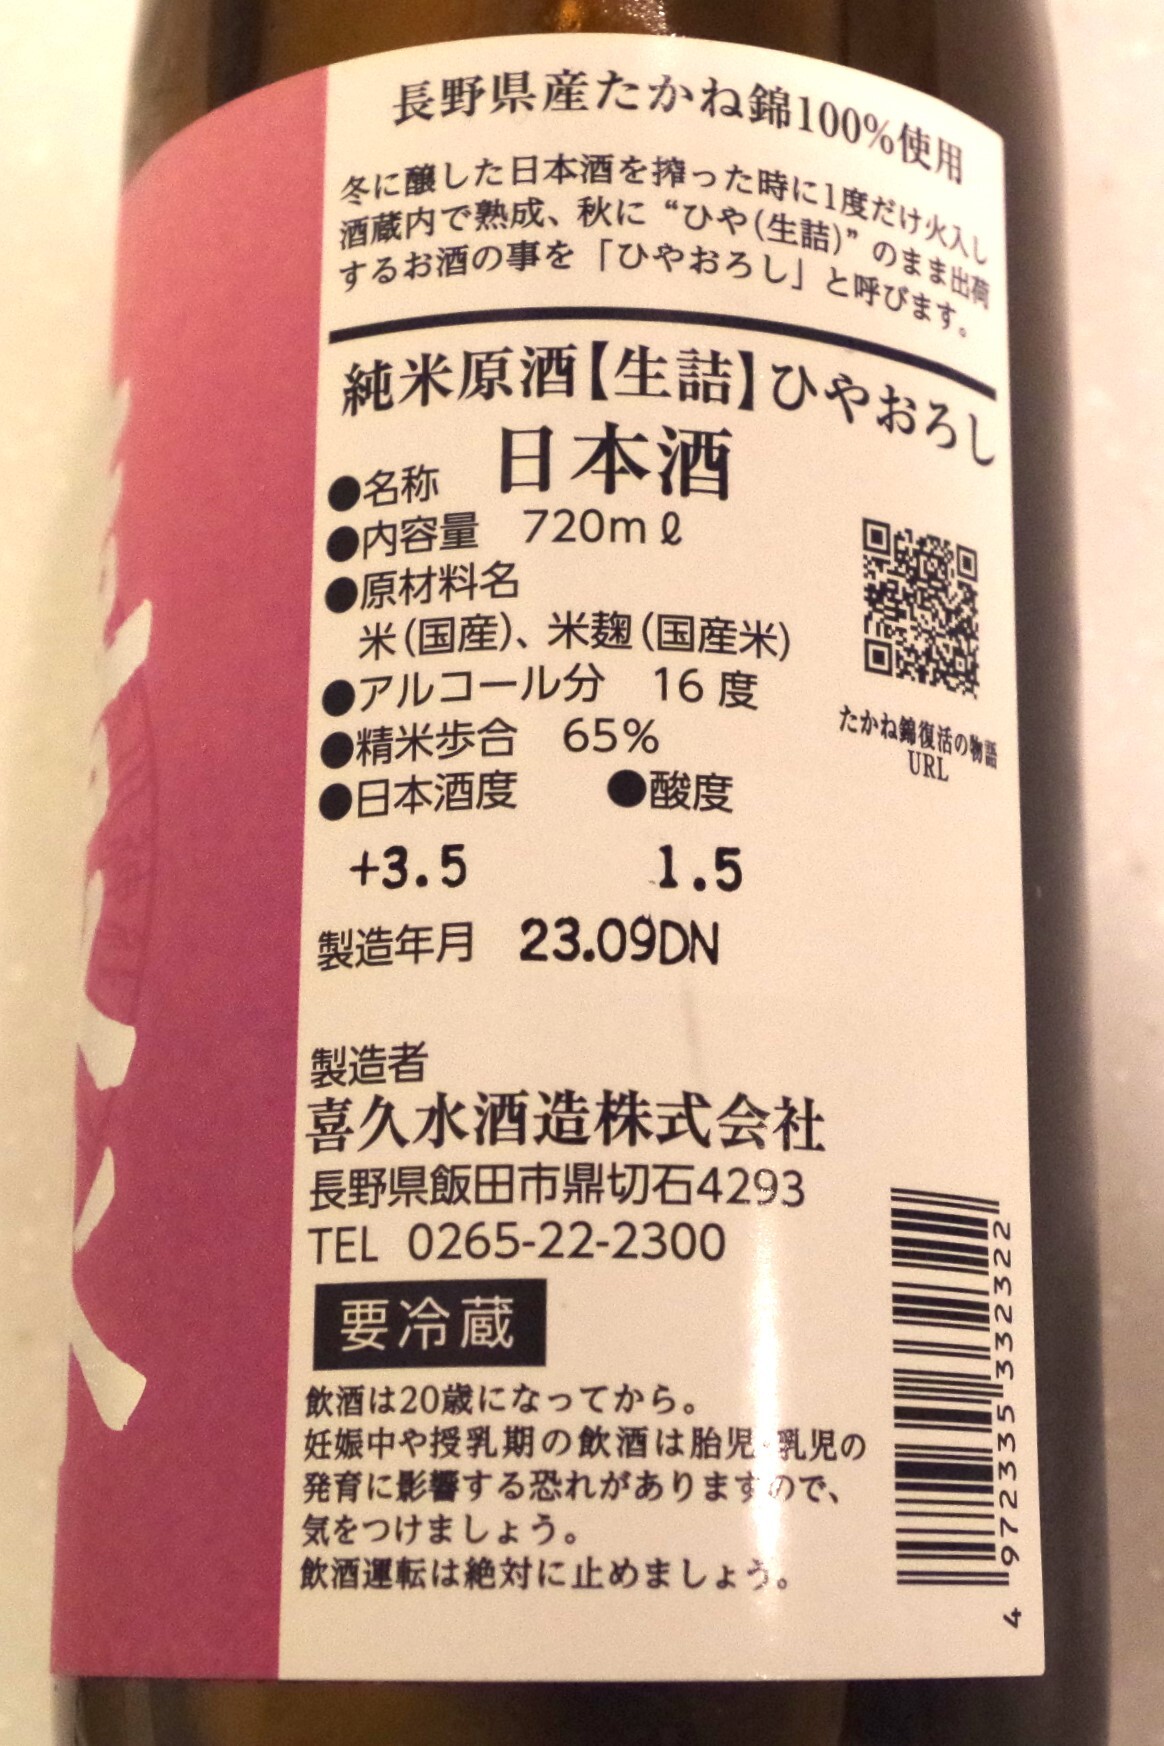 長野県産たかね錦100%使用
冬に醸した日本酒を搾った時に1度だけ火入し
酒蔵内で熟成、秋に“ひや(生詰)”のまま出荷
するお酒の事を「ひやおろし」と呼びます。
純米原酒【生詰】ひやおろし
●名称 日本酒
●内容量 720mℓ
●原材料名
米(国産)、米麹(国産米)
●アルコール分 16度
●精米歩合 65%
●日本酒度 ●酸度
+3.5 1.5
製造年月 23.09DN
たかね錦復活の物語
URL
製造者
喜久水酒造株式会社
長野県飯田市鼎切石4293
TEL 0265-22-2300
要冷蔵
飲酒は20歳になってから。
妊娠中や授乳期の飲酒は胎児・乳児の
発育に影響する恐れがありますので、
気をつけましょう。
飲酒運転は絶対に止めましょう。
4 972335 332322